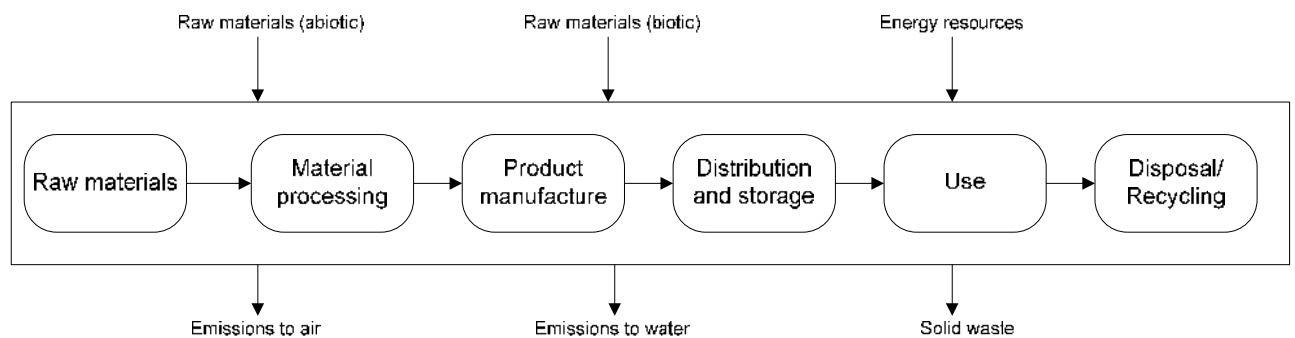 Raw materials (abiotic)
Raw materials (biotic)
Energy resources
Raw materials
Material
processing
Product
manufacture
Distribution
and storage
Use
Disposal/
Recycling
Emissions to air
Emissions to water
Solid waste